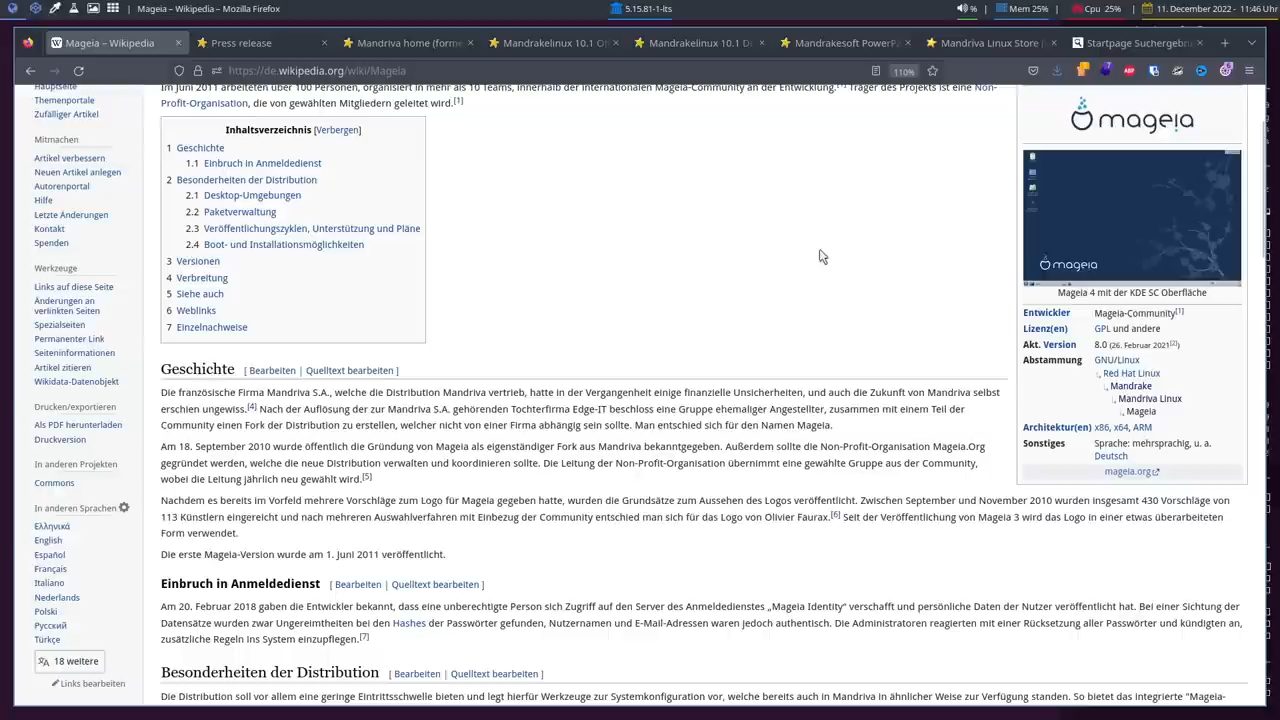 Mageia – Wikipedia — Mozilla Firefox
5.15.81-1-lts
%
Mem 25%
Cpu 25%
11. December 2022 - 11:46 Uhr
Mageia – Wikipedia
Press release
Mandriva home (forme
Mandrakelinux 10.1 O
Mandrakelinux 10.1 D
Mandrakesoft PowerPa
Mandriva Linux Store
Startpage Suchergebn
https://de.wikipedia.org/wiki/Mageia
110%
Hauptseite
Themenportale
Zufälliger Artikel
Mitmachen
Artikel verbessern
Neuen Artikel anlegen
Autorenportal
Hilfe
Letzte Änderungen
Kontakt
Spenden
Werkzeuge
Links auf diese Seite
Änderungen an
verlinkten Seiten
Spezialseiten
Permanenter Link
Seiteninformationen
Artikel zitieren
Wikidata-Datenobjekt
Drucken/exportieren
Als PDF herunterladen
Druckversion
In anderen Projekten
Commons
In anderen Sprachen
Ελληνικά
English
Español
Français
Italiano
Nederlands
Polski
Русский
Türkçe
18 weitere
Links bearbeiten
Im Juni 2011 arbeiteten über 100 Personen, organisiert in mehr als 10 Teams, innerhalb der internationalen Mageia-Community an der Entwicklung.[1] Träger des Projekts ist eine Non-
Profit-Organisation, die von gewählten Mitgliedern geleitet wird.[1]
Inhaltsverzeichnis [Verbergen]
1 Geschichte
1.1 Einbruch in Anmeldedienst
2 Besonderheiten der Distribution
2.1 Desktop-Umgebungen
2.2 Paketverwaltung
2.3 Veröffentlichungszyklen, Unterstützung und Pläne
2.4 Boot- und Installationsmöglichkeiten
3 Versionen
4 Verbreitung
5 Siehe auch
6 Weblinks
7 Einzelnachweise
Geschichte [ Bearbeiten | Quelltext bearbeiten ]
Die französische Firma Mandriva S.A., welche die Distribution Mandriva vertrieb, hatte in der Vergangenheit einige finanzielle Unsicherheiten, und auch die Zukunft von Mandriva selbst
erschien ungewiss.[4] Nach der Auflösung der zur Mandriva S.A. gehörenden Tochterfirma Edge-IT beschloss eine Gruppe ehemaliger Angestellter, zusammen mit einem Teil der
Community einen Fork der Distribution zu erstellen, welcher nicht von einer Firma abhängig sein sollte. Man entschied sich für den Namen Mageia.
Am 18. September 2010 wurde öffentlich die Gründung von Mageia als eigenständiger Fork aus Mandriva bekanntgegeben. Außerdem sollte die Non-Profit-Organisation Mageia.Org
gegründet werden, welche die neue Distribution verwalten und koordinieren sollte. Die Leitung der Non-Profit-Organisation übernimmt eine gewählte Gruppe aus der Community,
wobei die Leitung jährlich neu gewählt wird.[5]
Nachdem es bereits im Vorfeld mehrere Vorschläge zum Logo für Mageia gegeben hatte, wurden die Grundsätze zum Aussehen des Logos veröffentlicht. Zwischen September und November 2010 wurden insgesamt 430 Vorschläge von
113 Künstlern eingereicht und nach mehreren Auswahlverfahren mit Einbezug der Community entschied man sich für das Logo von Olivier Faurax.[6] Seit der Veröffentlichung von Mageia 3 wird das Logo in einer etwas überarbeiteten
Form verwendet.
Die erste Mageia-Version wurde am 1. Juni 2011 veröffentlicht.
Einbruch in Anmeldedienst [ Bearbeiten | Quelltext bearbeiten ]
Am 20. Februar 2018 gaben die Entwickler bekannt, dass eine unberechtigte Person sich Zugriff auf den Server des Anmeldedienstes „Mageia Identity“ verschafft und persönliche Daten der Nutzer veröffentlicht hat. Bei einer Sichtung der
Datensätze wurden zwar Ungereimtheiten bei den Hashes der Passwörter gefunden, Nutzernamen und E-Mail-Adressen waren jedoch authentisch. Die Administratoren reagierten mit einer Rücksetzung aller Passwörter und kündigten an,
zusätzliche Regeln ins System einzupflegen.[7]
Besonderheiten der Distribution [ Bearbeiten | Quelltext bearbeiten ]
Die Distribution soll vor allem eine geringe Eintrittsschwelle bieten und legt hierfür Werkzeuge zur Systemkonfiguration vor, welche bereits auch in Mandriva in ähnlicher Weise zur Verfügung standen. So bietet das integrierte "Mageia-
mageia
mageia
Mageia 4 mit der KDE SC Oberfläche
Entwickler Mageia-Community[1]
Lizenz(en) GPL und andere
Akt. Version 8.0 (26. Februar 2021[2])
Abstammung GNU/Linux
Red Hat Linux
Mandrake
Mandriva Linux
Mageia
Architektur(en) x86, x64, ARM
Sonstiges Sprache: mehrsprachig, u. a.
Deutsch
mageia.org